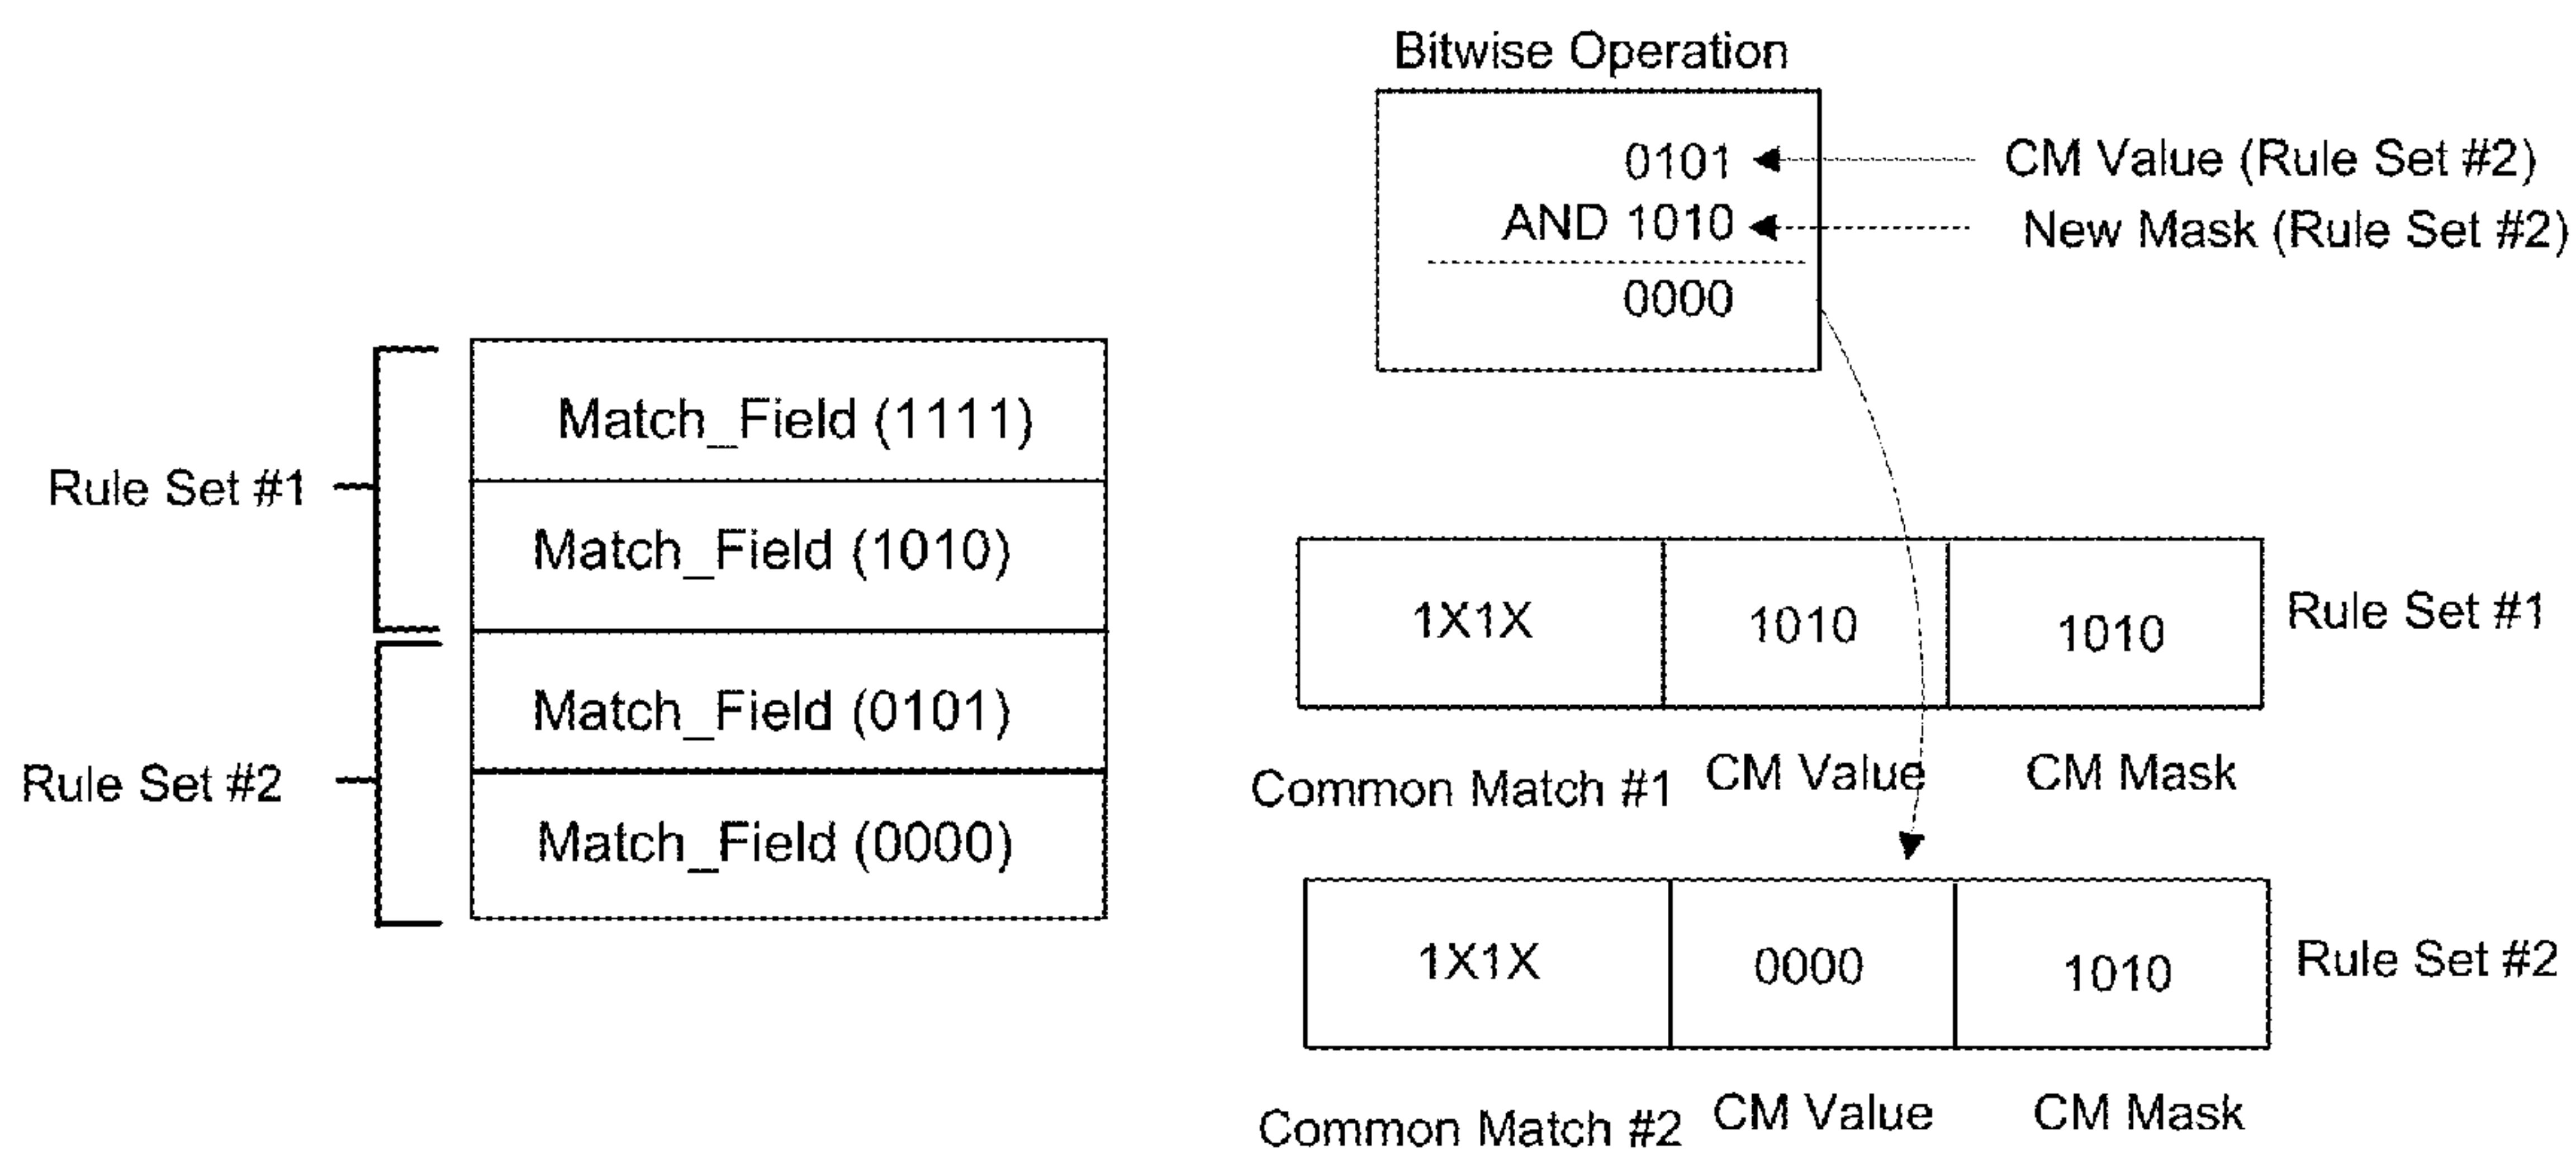 Bitwise Operation
0101
CM Value (Rule Set #2)
AND 1010
New Mask (Rule Set #2)
0000
Rule Set #1
Match_Field (1111)
Match_Field (1010)
Rule Set #2
Match_Field (0101)
Match_Field (0000)
1X1X
1010
1010
Rule Set #1
Common Match #1
CM Value
CM Mask
1X1X
0000
1010
Rule Set #2
Common Match #2
CM Value
CM Mask